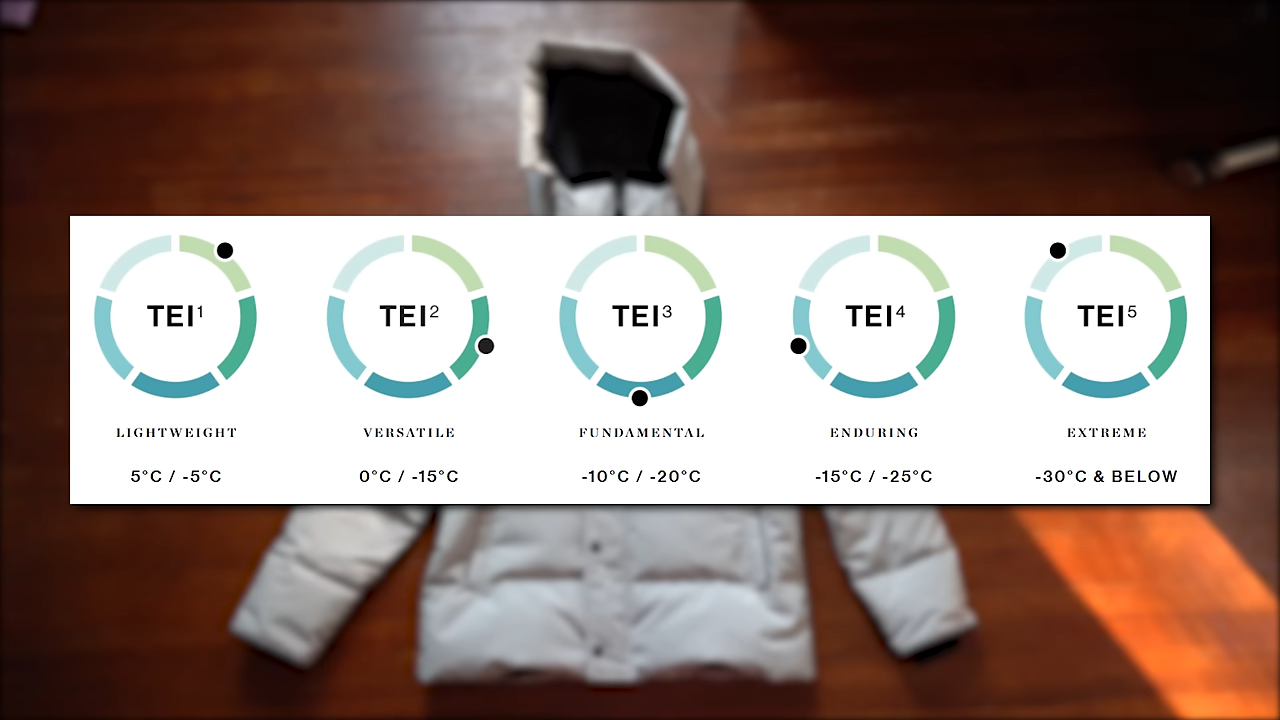 TEI¹ TEI² TEI³ TEI⁴ TEI⁵
LIGHTWEIGHT VERSATILE FUNDAMENTAL ENDURING EXTREME
5°C / -5°C 0°C / -15°C -10°C / -20°C -15°C / -25°C -30°C & BELOW